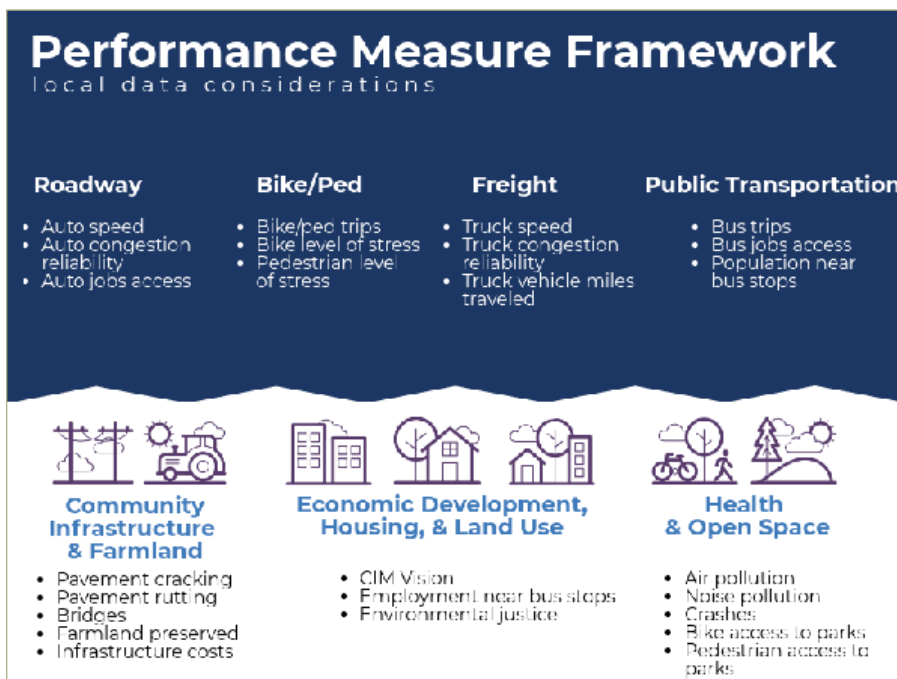 Performance Measure Framework
local data considerations
Roadway
• Auto speed
• Auto congestion
reliability
• Auto jobs access
Bike/Ped
• Bike/ped trips
• Bike level of stress
• Pedestrian level
of stress
Freight
• Truck speed
• Truck congestion
reliability
• Truck vehicle miles
traveled
Public Transportation
• Bus trips
• Bus jobs access
• Population near
bus stops
Community
Infrastructure
& Farmland
• Pavement cracking
• Pavement rutting
• Bridges
• Farmland preserved
• Infrastructure costs
Economic Development,
Housing, & Land Use
• CIM Vision
• Employment near bus stops
• Environmental justice
Health
& Open Space
• Air pollution
• Noise pollution
• Crashes
• Bike access to parks
• Pedestrian access to
parks